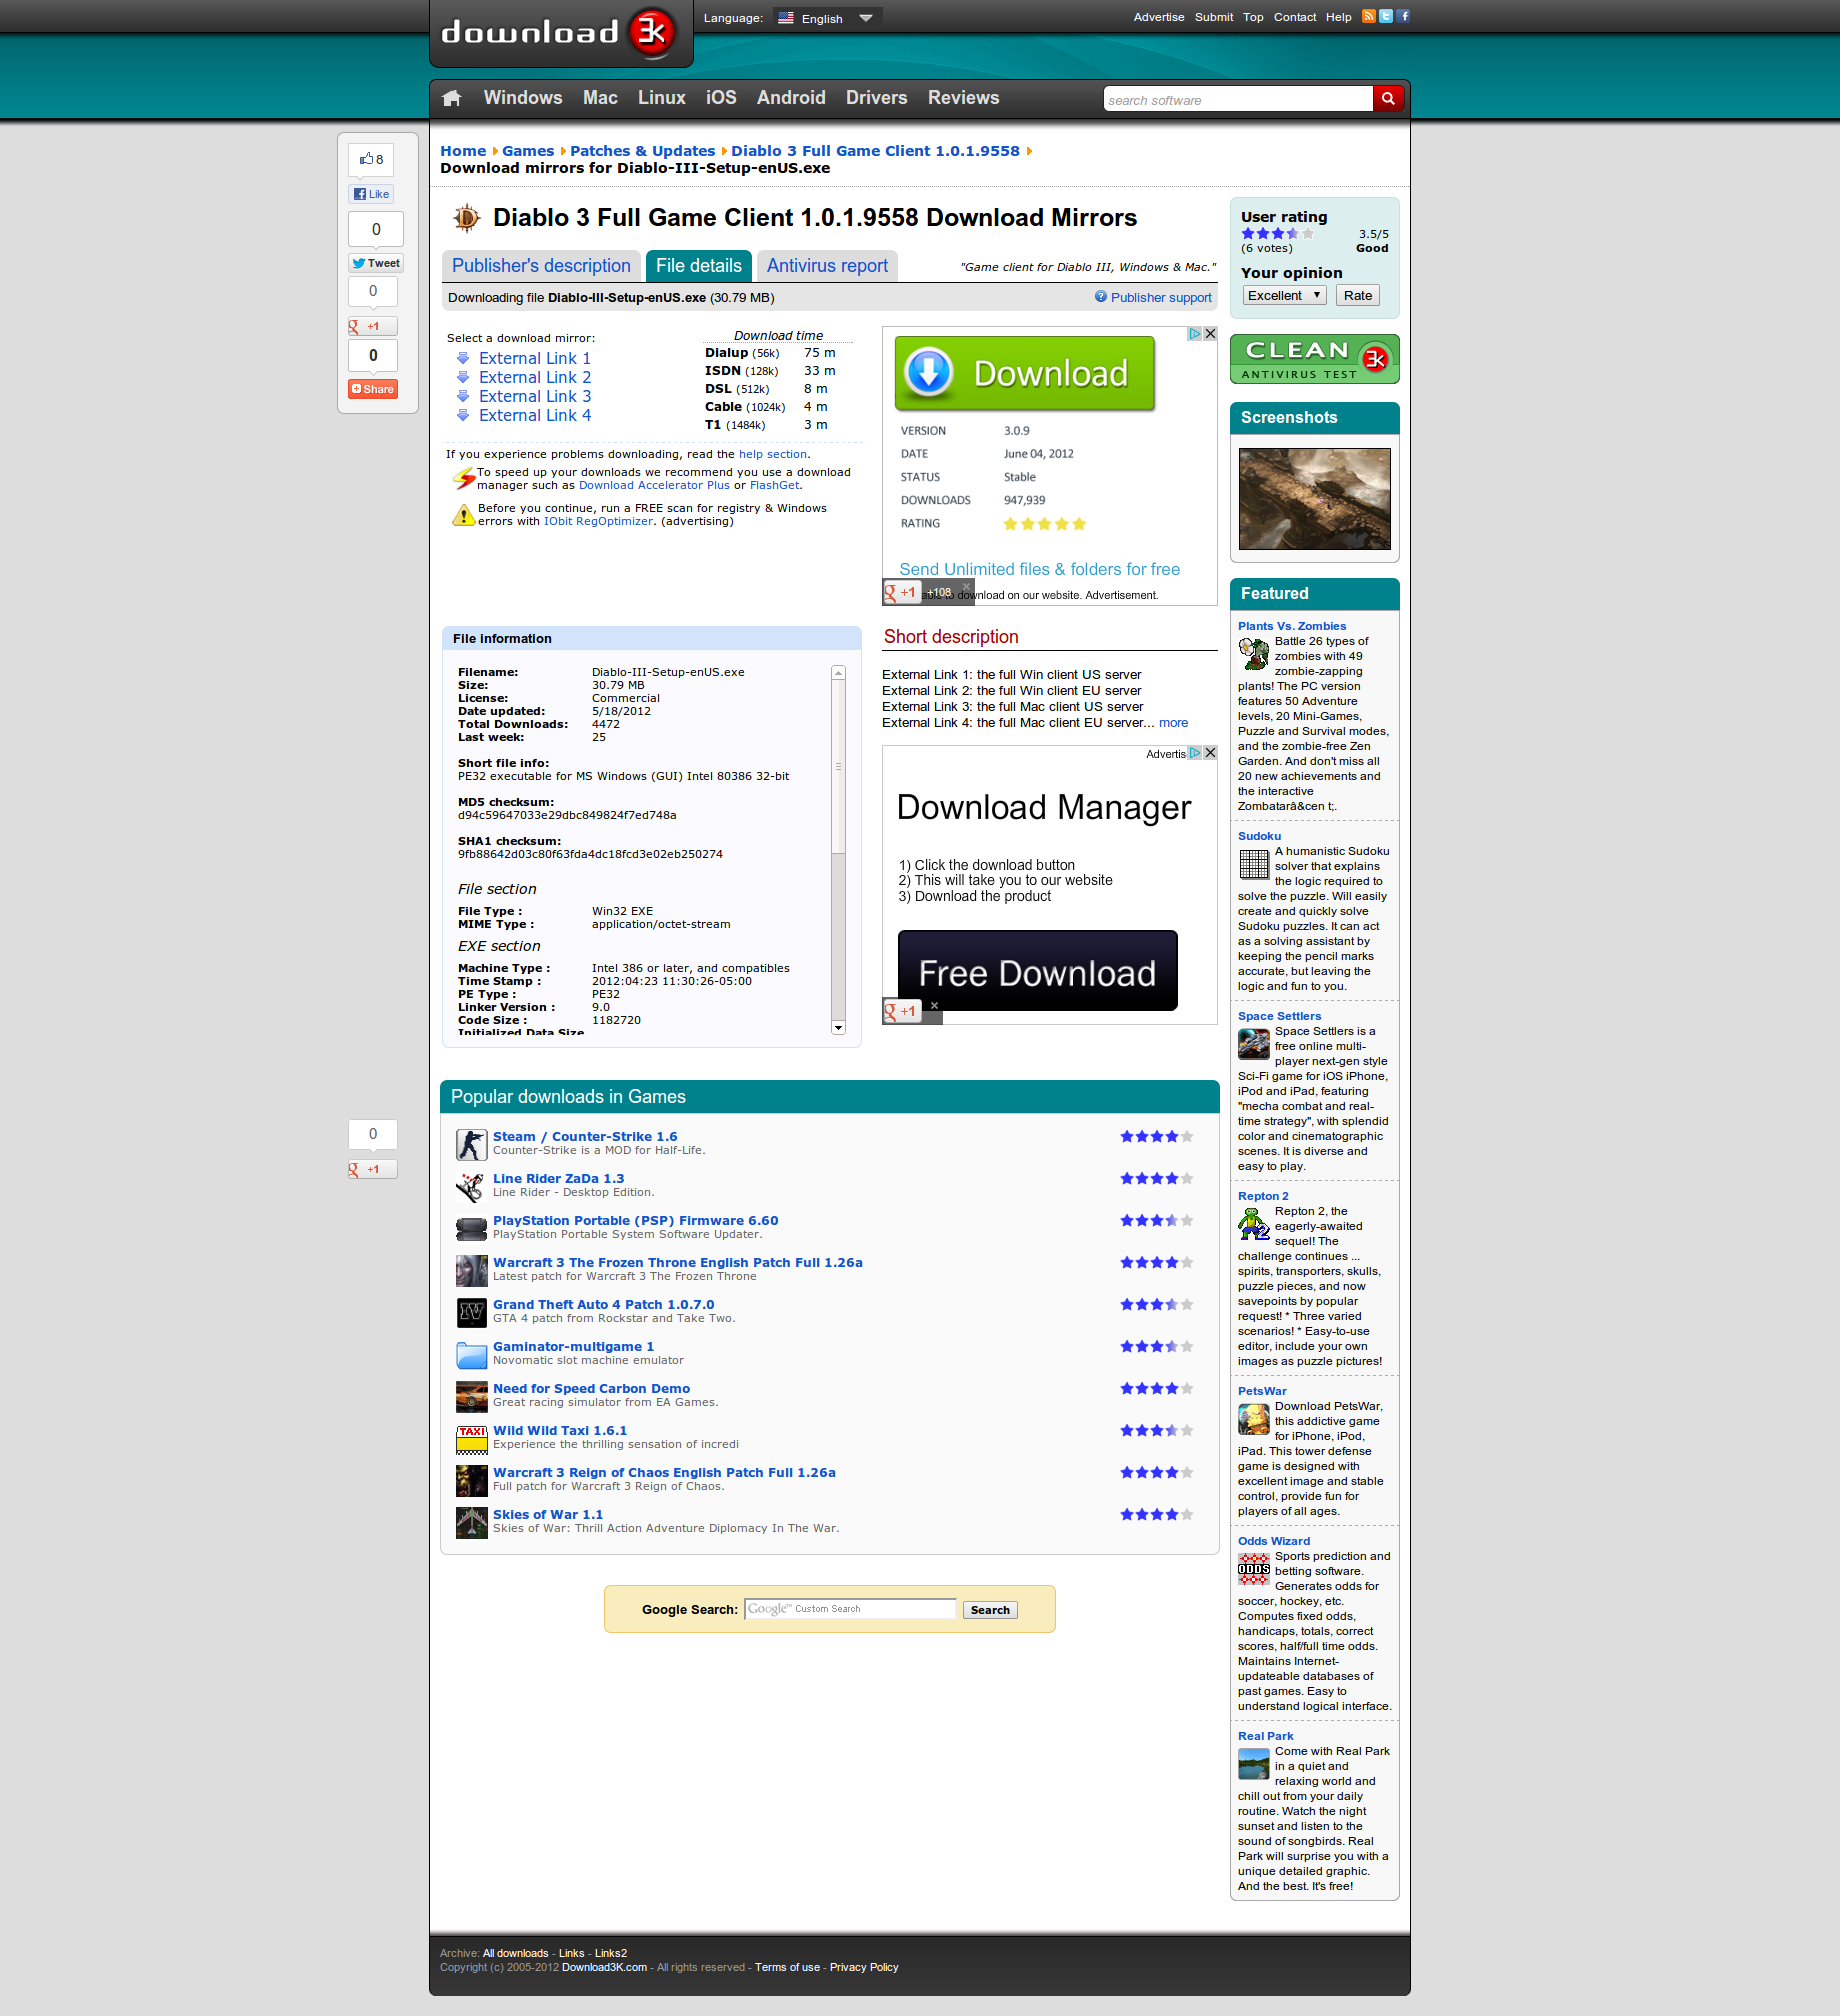 download 3k
Language: English
Advertise Submit Top Contact Help
Windows Mac Linux iOS Android Drivers Reviews
search software
8
Like
0
Tweet
0
+1
0
Share
Home Games Patches & Updates Diablo 3 Full Game Client 1.0.1.9558
Download mirrors for Diablo-III-Setup-enUS.exe
Diablo 3 Full Game Client 1.0.1.9558 Download Mirrors
Publisher's description File details Antivirus report "Game client for Diablo III, Windows & Mac."
Downloading file Diablo-III-Setup-enUS.exe (30.79 MB) Publisher support
Select a download mirror:
External Link 1
External Link 2
External Link 3
External Link 4
Download time
Dialup (56k) 75 m
ISDN (128k) 33 m
DSL (512k) 8 m
Cable (1024k) 4 m
T1 (1484k) 3 m
If you experience problems downloading, read the help section.
To speed up your downloads we recommend you use a download
manager such as Download Accelerator Plus or FlashGet.
Before you continue, run a FREE scan for registry & Windows
errors with IObit RegOptimizer. (advertising)
Download
VERSION 3.0.9
DATE June 04, 2012
STATUS Stable
DOWNLOADS 947,939
RATING
Send Unlimited files & folders for free
+1 +108 download on our website. Advertisement.
File information
Filename: Diablo-III-Setup-enUS.exe
Size: 30.79 MB
License: Commercial
Date updated: 5/18/2012
Total Downloads: 4472
Last week: 25
Short file info:
PE32 executable for MS Windows (GUI) Intel 80386 32-bit
MD5 checksum:
d94c59647033e29dbc849824f7ed748a
SHA1 checksum:
9fb88642d03c80f63fda4dc18fcd3e02eb250274
File section
File Type : Win32 EXE
MIME Type : application/octet-stream
EXE section
Machine Type : Intel 386 or later, and compatibles
Time Stamp : 2012:04:23 11:30:26-05:00
PE Type : PE32
Linker Version : 9.0
Code Size : 1182720
Initialized Data Size
Short description
External Link 1: the full Win client US server
External Link 2: the full Win client EU server
External Link 3: the full Mac client US server
External Link 4: the full Mac client EU server... more
Advertis
Download Manager
1) Click the download button
2) This will take you to our website
3) Download the product
Free Download
+1
0
+1
Popular downloads in Games
Steam / Counter-Strike 1.6
Counter-Strike is a MOD for Half-Life.
Line Rider ZaDa 1.3
Line Rider - Desktop Edition.
PlayStation Portable (PSP) Firmware 6.60
PlayStation Portable System Software Updater.
Warcraft 3 The Frozen Throne English Patch Full 1.26a
Latest patch for Warcraft 3 The Frozen Throne
IV
Grand Theft Auto 4 Patch 1.0.7.0
GTA 4 patch from Rockstar and Take Two.
Gaminator-multigame 1
Novomatic slot machine emulator
Need for Speed Carbon Demo
Great racing simulator from EA Games.
TAXI
Wild Wild Taxi 1.6.1
Experience the thrilling sensation of incredi
Warcraft 3 Reign of Chaos English Patch Full 1.26a
Full patch for Warcraft 3 Reign of Chaos.
Skies of War 1.1
Skies of War: Thrill Action Adventure Diplomacy In The War.
Google Search: Google™ Custom Search Search
User rating
3.5/5
(6 votes) Good
Your opinion
Excellent Rate
CLEAN 3k
ANTIVIRUS TEST
Screenshots
Featured
Plants Vs. Zombies
Battle 26 types of
zombies with 49
zombie-zapping
plants! The PC version
features 50 Adventure
levels, 20 Mini-Games,
Puzzle and Survival modes,
and the zombie-free Zen
Garden. And don't miss all
20 new achievements and
the interactive
Zombatarâ&cen t;.
Sudoku
A humanistic Sudoku
solver that explains
the logic required to
solve the puzzle. Will easily
create and quickly solve
Sudoku puzzles. It can act
as a solving assistant by
keeping the pencil marks
accurate, but leaving the
logic and fun to you.
Space Settlers
Space Settlers is a
free online multi-
player next-gen style
Sci-Fi game for iOS iPhone,
iPod and iPad, featuring
"mecha combat and real-
time strategy", with splendid
color and cinematographic
scenes. It is diverse and
easy to play.
Repton 2
Repton 2, the
eagerly-awaited
sequel! The
challenge continues ...
spirits, transporters, skulls,
puzzle pieces, and now
savepoints by popular
request! * Three varied
scenarios! * Easy-to-use
editor, include your own
images as puzzle pictures!
PetsWar
Download PetsWar,
this addictive game
for iPhone, iPod,
iPad. This tower defense
game is designed with
excellent image and stable
control, provide fun for
players of all ages.
Odds Wizard
ODDS
Sports prediction and
betting software.
Generates odds for
soccer, hockey, etc.
Computes fixed odds,
handicaps, totals, correct
scores, half/full time odds.
Maintains Internet-
updateable databases of
past games. Easy to
understand logical interface.
Real Park
Come with Real Park
in a quiet and
relaxing world and
chill out from your daily
routine. Watch the night
sunset and listen to the
sound of songbirds. Real
Park will surprise you with a
unique detailed graphic.
And the best. It's free!
Archive: All downloads - Links - Links2
Copyright (c) 2005-2012 Download3K.com - All rights reserved - Terms of use - Privacy Policy